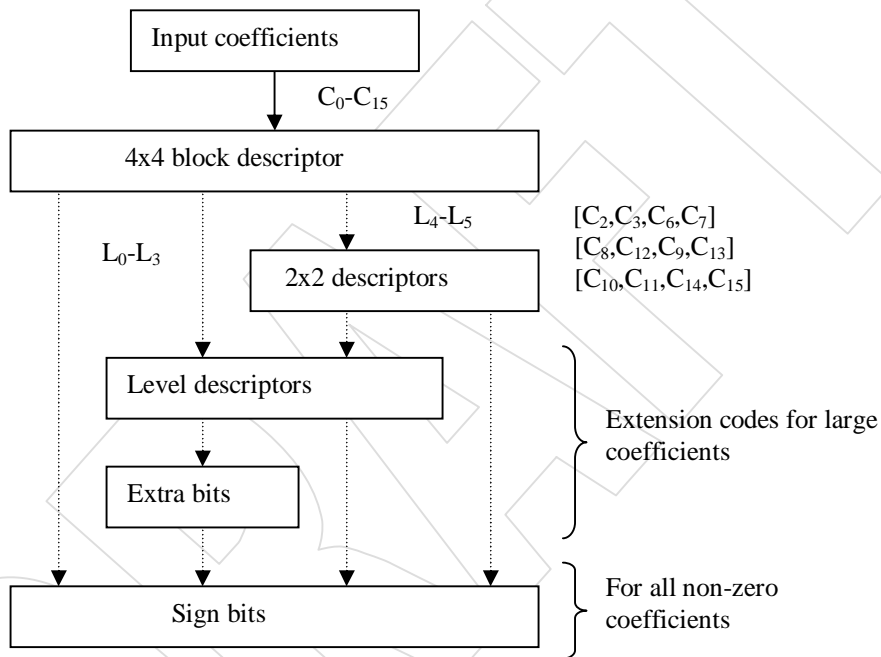 Input coefficients
C₀-C₁₅
4x4 block descriptor
L₄-L₅
L₀-L₃
[C₂,C₃,C₆,C₇]
[C₈,C₁₂,C₉,C₁₃]
[C₁₀,C₁₁,C₁₄,C₁₅]
2x2 descriptors
Level descriptors
Extension codes for large
coefficients
Extra bits
For all non-zero
coefficients
Sign bits